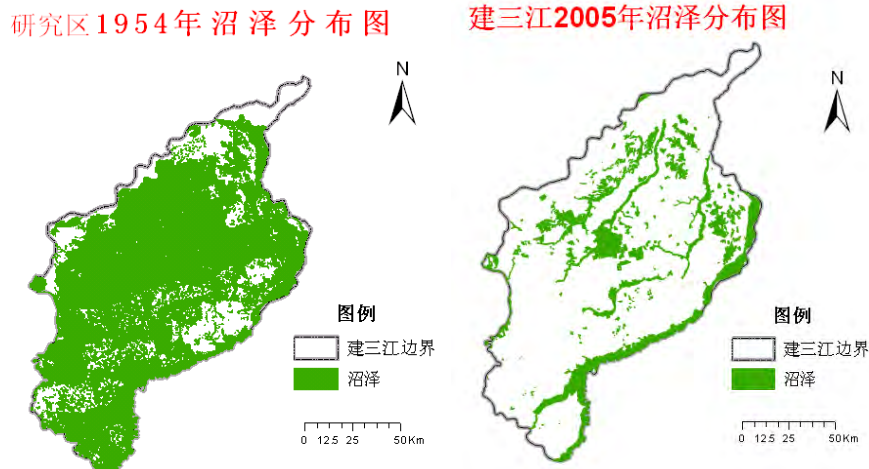 研究区1954年沼泽分布图
N
图例
建三江边界
沼泽
0 12.5 25 50Km
建三江2005年沼泽分布图
N
图例
建三江边界
沼泽
0 12.5 25 50Km